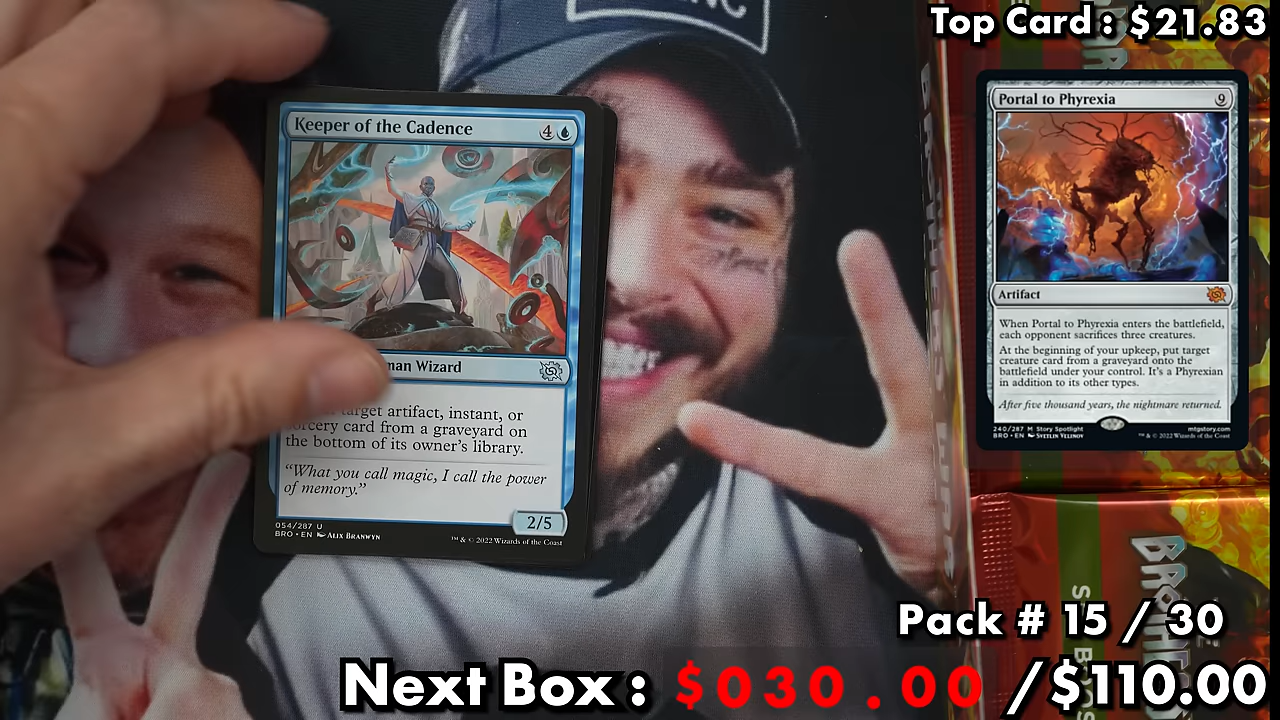 Top Card : $21.83
Keeper of the Cadence 4
man Wizard
target artifact, instant, or
sorcery card from a graveyard on
the bottom of its owner's library.
"What you call magic, I call the power
of memory."
2/5
054/287 U
BRO • EN ALIX BRANWYN
™ & © 2022 Wizards of the Coast
Portal to Phyrexia 9
Artifact
When Portal to Phyrexia enters the battlefield,
each opponent sacrifices three creatures.
At the beginning of your upkeep, put target
creature card from a graveyard onto the
battlefield under your control. It's a Phyrexian
in addition to its other types.
After five thousand years, the nightmare returned.
240/287 M Story Spotlight
BRO • EN SVETLIN VELINOV
mtgstory.com
™ & © 2022 Wizards of the Coast
Pack # 15 / 30
Next Box : $030.00 /$110.00